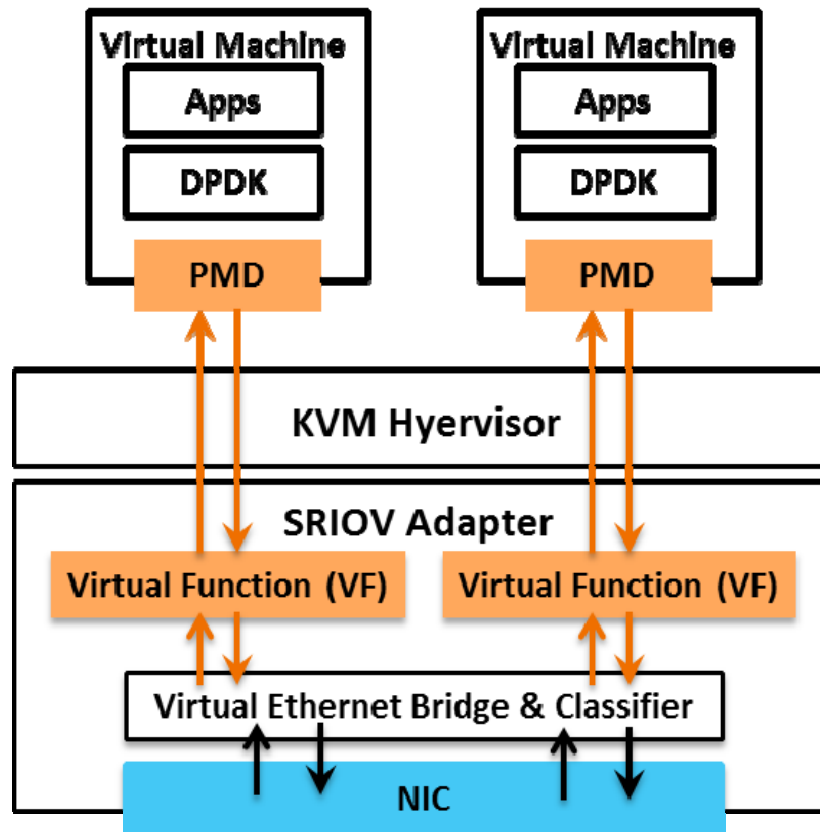 Virtual Machine
Apps
DPDK
PMD
Virtual Machine
Apps
DPDK
PMD
KVM Hyervisor
SRIOV Adapter
Virtual Function (VF)
Virtual Function (VF)
Virtual Ethernet Bridge & Classifier
NIC